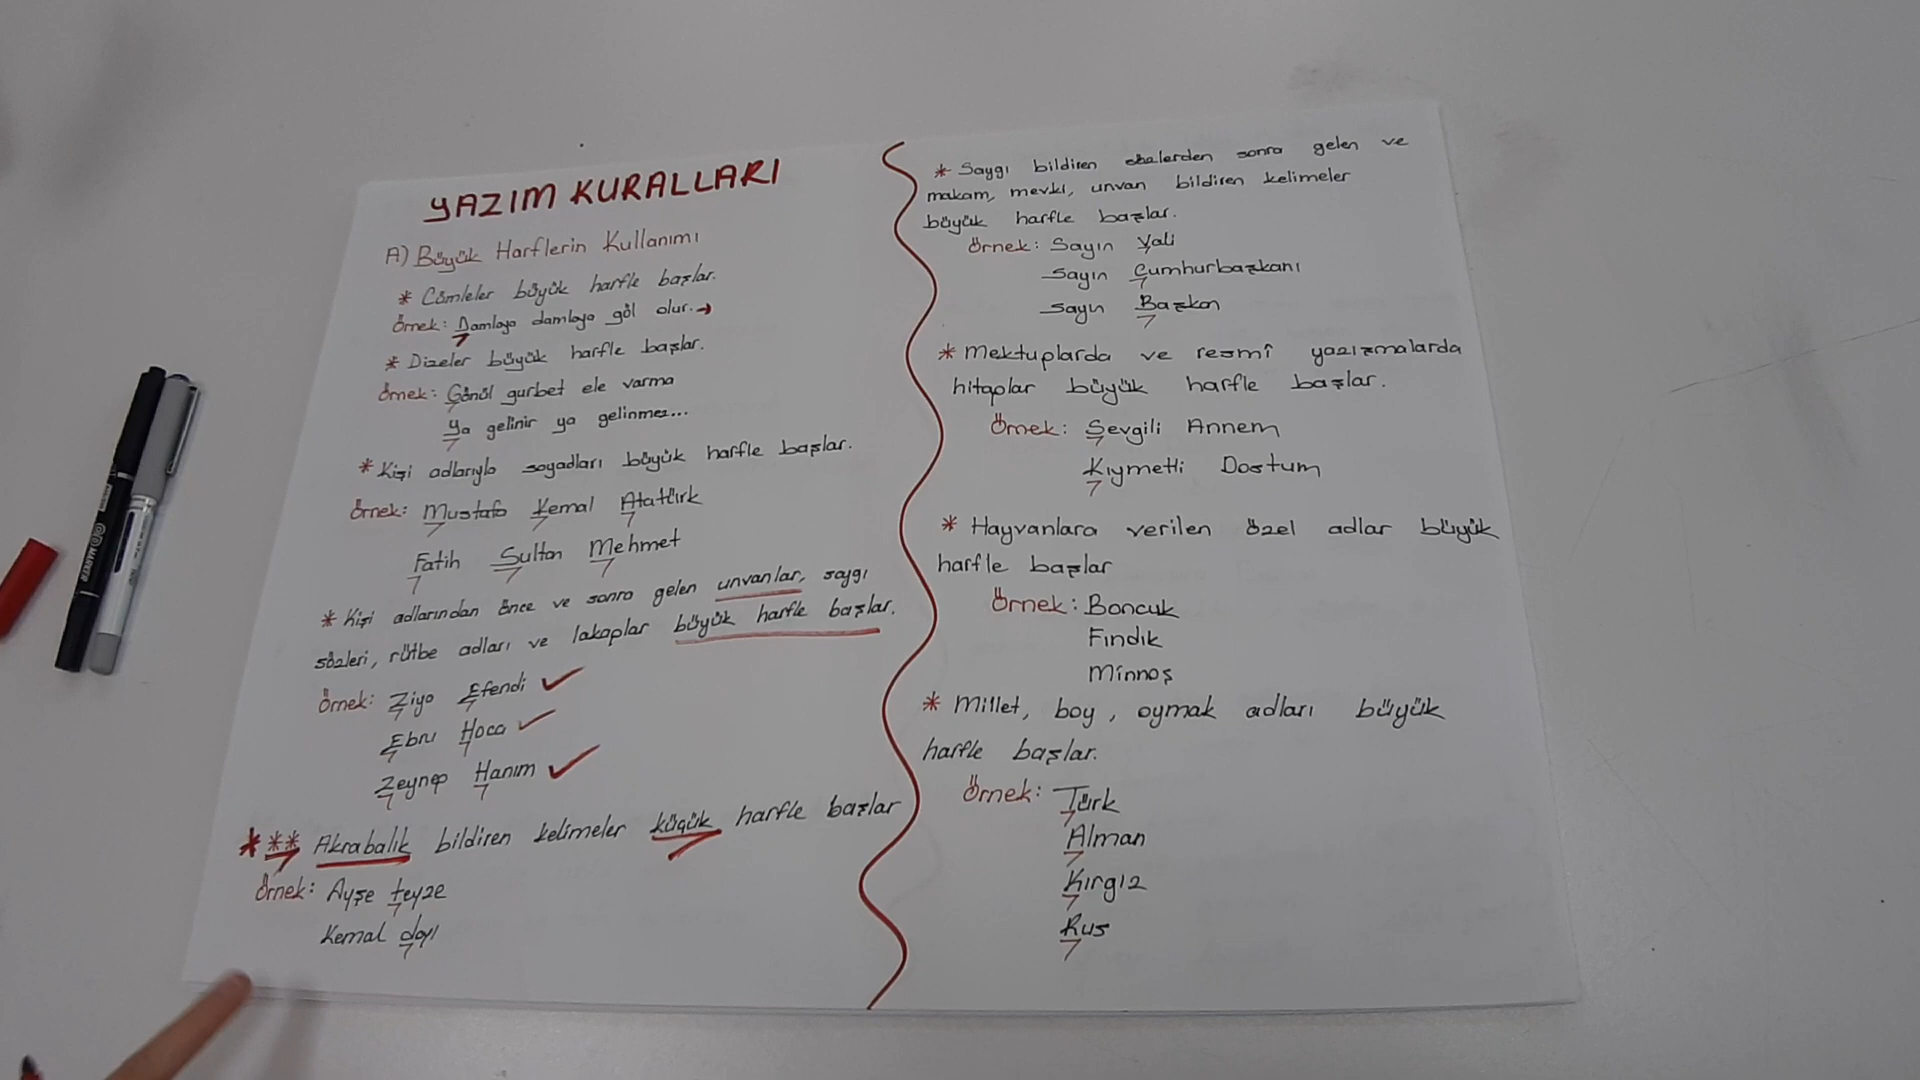 YAZIM KURALLARI
A) Büyük Harflerin Kullanımı
* Cümleler büyük harfle başlar.
Örnek: Damlaya damlaya göl olur.→
* Dizeler büyük harfle başlar.
Örnek: Gönül gurbet ele varma
Ya gelinir ya gelinmez...
* Kişi adlarıyla soyadları büyük harfle başlar.
Örnek: Mustafa Kemal Atatürk
Fatih Sultan Mehmet
* Kişi adlarından önce ve sonra gelen unvanlar, saygı
sözleri, rütbe adları ve lakaplar büyük harfle başlar.
Örnek: Ziya Efendi ✓
Ebru Hoca ✓
Zeynep Hanım ✓
*** Akrabalık bildiren kelimeler küçük harfle başlar
Örnek: Ayşe teyze
Kemal dayı
* Saygı bildiren sözlerden sonra gelen ve
makam, mevki, unvan bildiren kelimeler
büyük harfle başlar.
Örnek: Sayın Vali
Sayın Cumhurbaşkanı
Sayın Başkan
* Mektuplarda ve resmî yazışmalarda
hitaplar büyük harfle başlar.
Örnek: Sevgili Annem
Kıymetli Dostum
* Hayvanlara verilen özel adlar büyük
harfle başlar
Örnek: Boncuk
Fındık
Minnoş
* Millet, boy, oymak adları büyük
harfle başlar.
Örnek: Türk
Alman
Kırgız
Rus